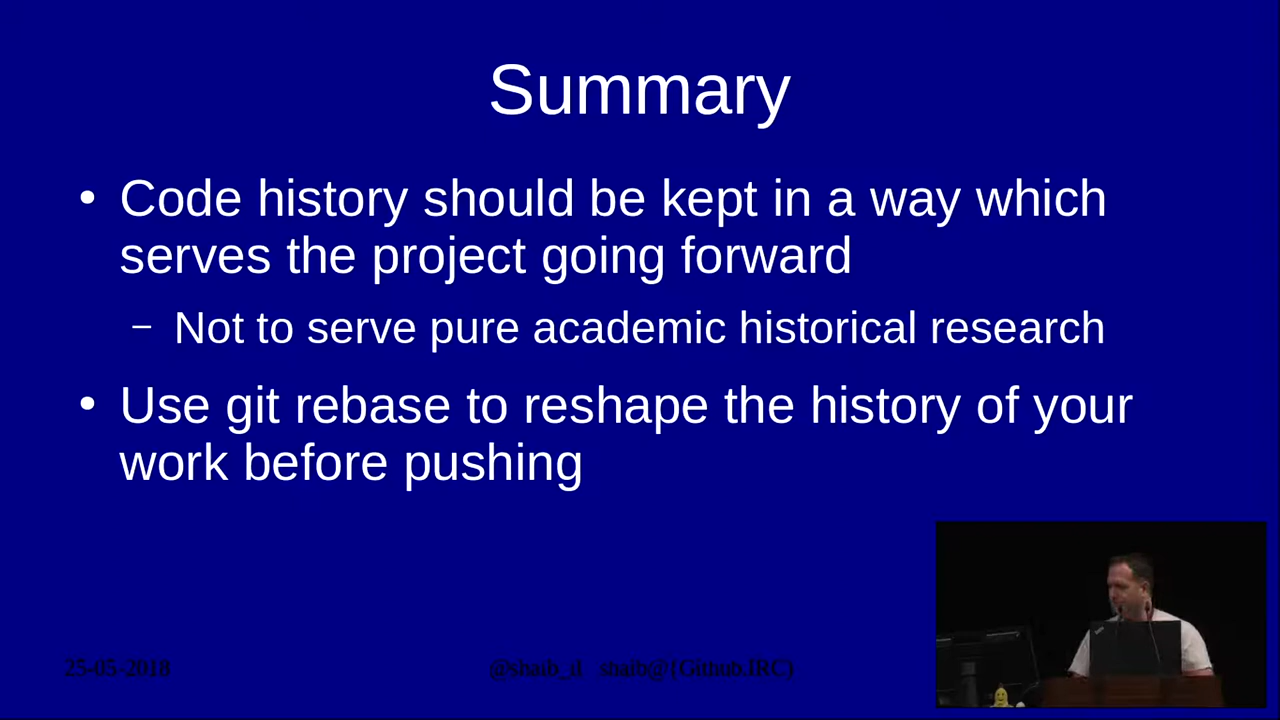 Summary
• Code history should be kept in a way which
serves the project going forward
– Not to serve pure academic historical research
• Use git rebase to reshape the history of your
work before pushing
25-05-2018
@shaib_il shaib@{Github,IRC}